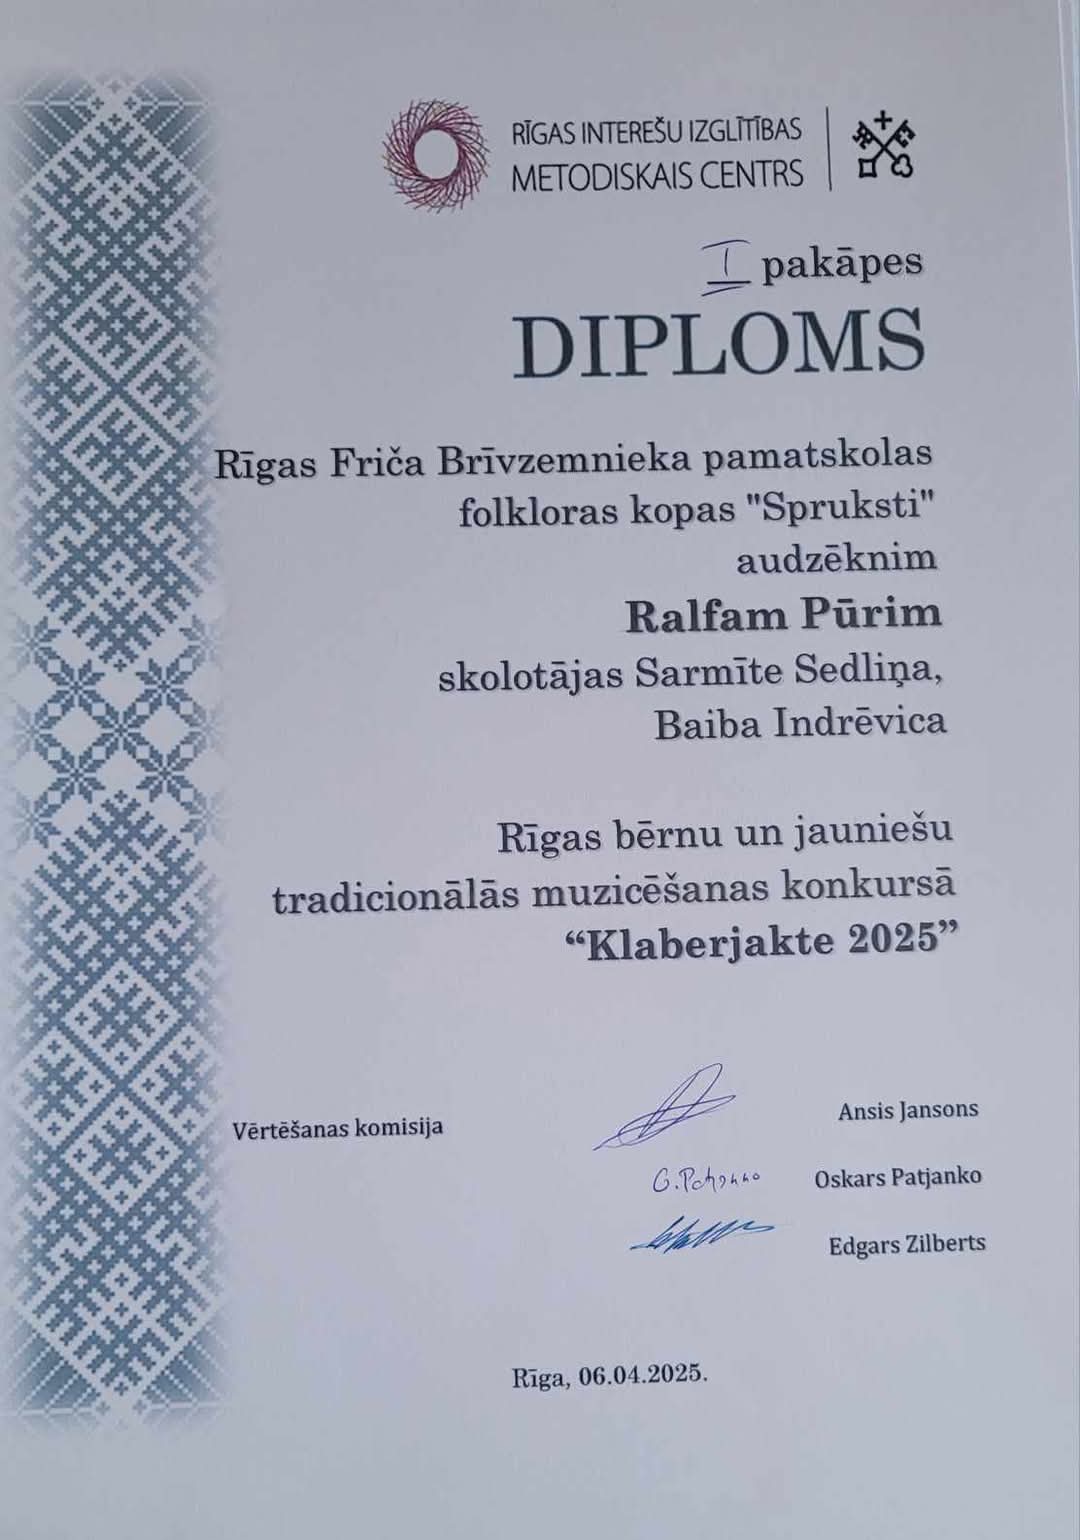 RĪGAS INTEREŠU IZGLĪTĪBAS
METODISKAIS CENTRS
I pakāpes
DIPLOMS
Rīgas Friča Brīvzemnieka pamatskolas
folkloras kopas "Spruksti"
audzēknim
Ralfam Pūrim
skolotājas Sarmīte Sedliņa,
Baiba Indrēvica
Rīgas bērnu un jauniešu
tradicionālās muzicēšanas konkursā
“Klaberjakte 2025”
Vērtēšanas komisija
Ansis Jansons
Oskars Patjanko
Edgars Zilberts
Rīga, 06.04.2025.